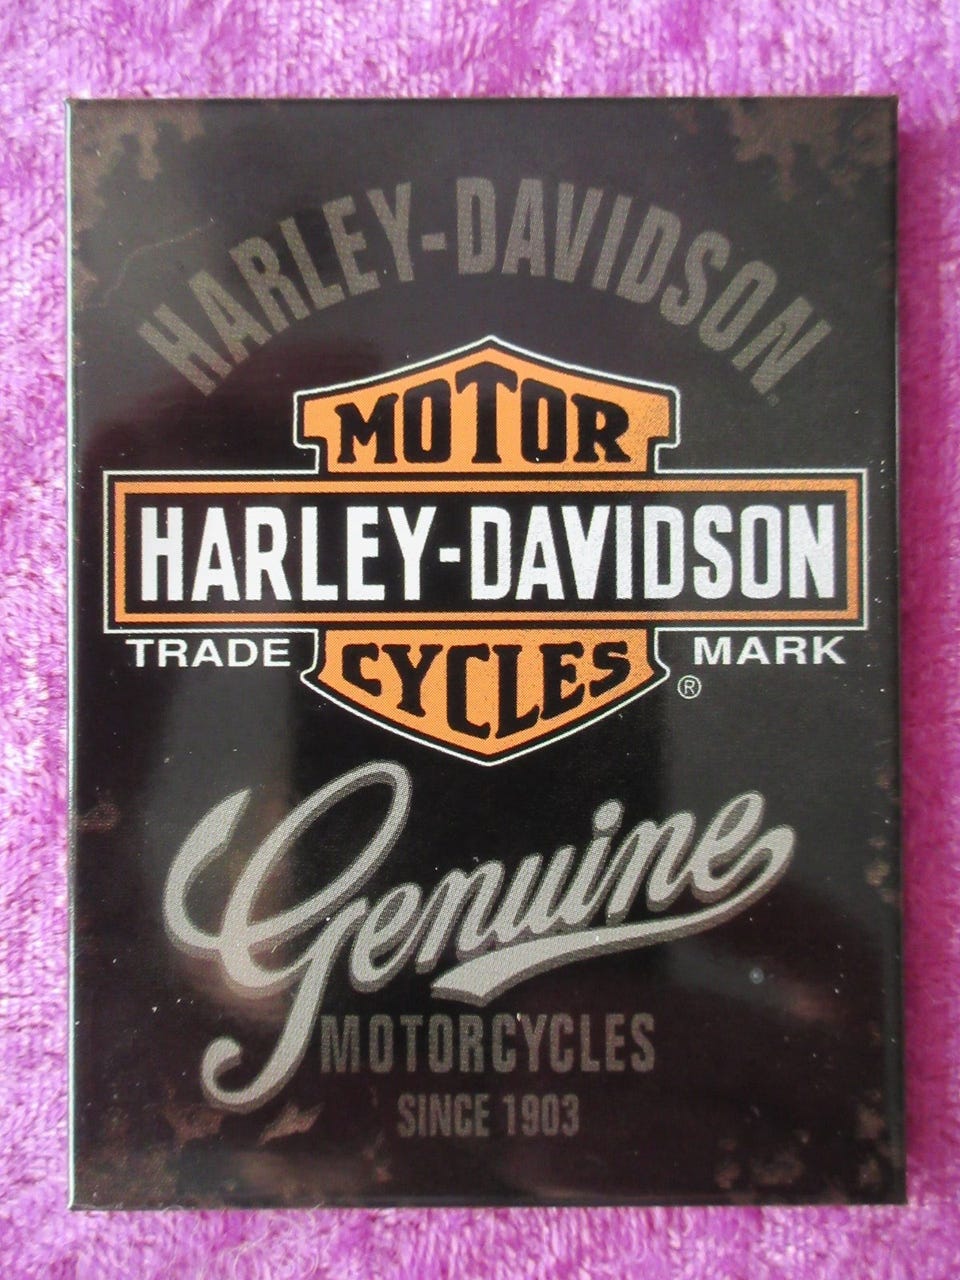 HARLEY-DAVIDSON
MOTOR
HARLEY-DAVIDSON
TRADE MARK
CYCLES
®
Genuine
MOTORCYCLES
SINCE 1903